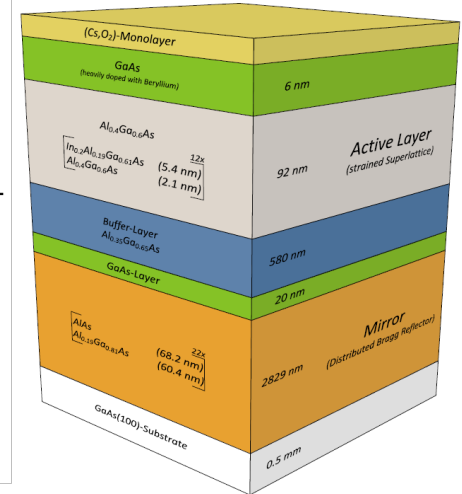 (Cs,O₂)-Monolayer
GaAs
(heavily doped with Beryllium)
6 nm
Al₀.₄Ga₀.₆As
12x
In₀.₂Al₀.₁₉Ga₀.₆₁As (5.4 nm)
Al₀.₄Ga₀.₆As (2.1 nm)
92 nm
Active Layer
(strained Superlattice)
Buffer-Layer
Al₀.₃₅Ga₀.₆₅As
580 nm
GaAs-Layer
20 nm
22x
AlAs (68.2 nm)
Al₀.₁₉Ga₀.₈₁As (60.4 nm)
2829 nm
Mirror
(Distributed Bragg Reflector)
GaAs(100)-Substrate
0.5 mm